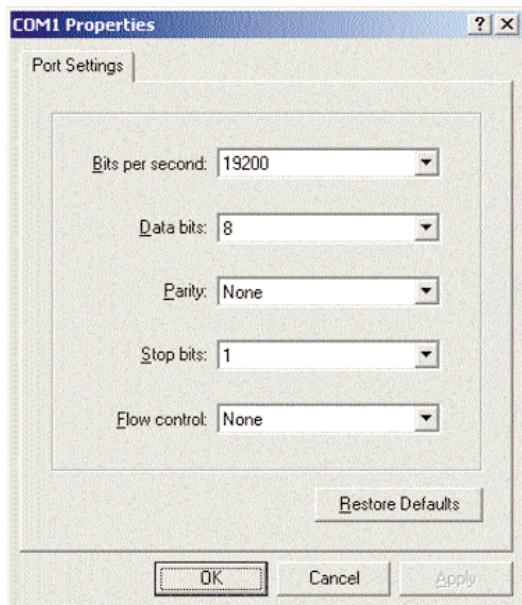 COM1 Properties
Port Settings
Bits per second: 19200
Data bits: 8
Parity: None
Stop bits: 1
Flow control: None
Restore Defaults
OK Cancel Apply